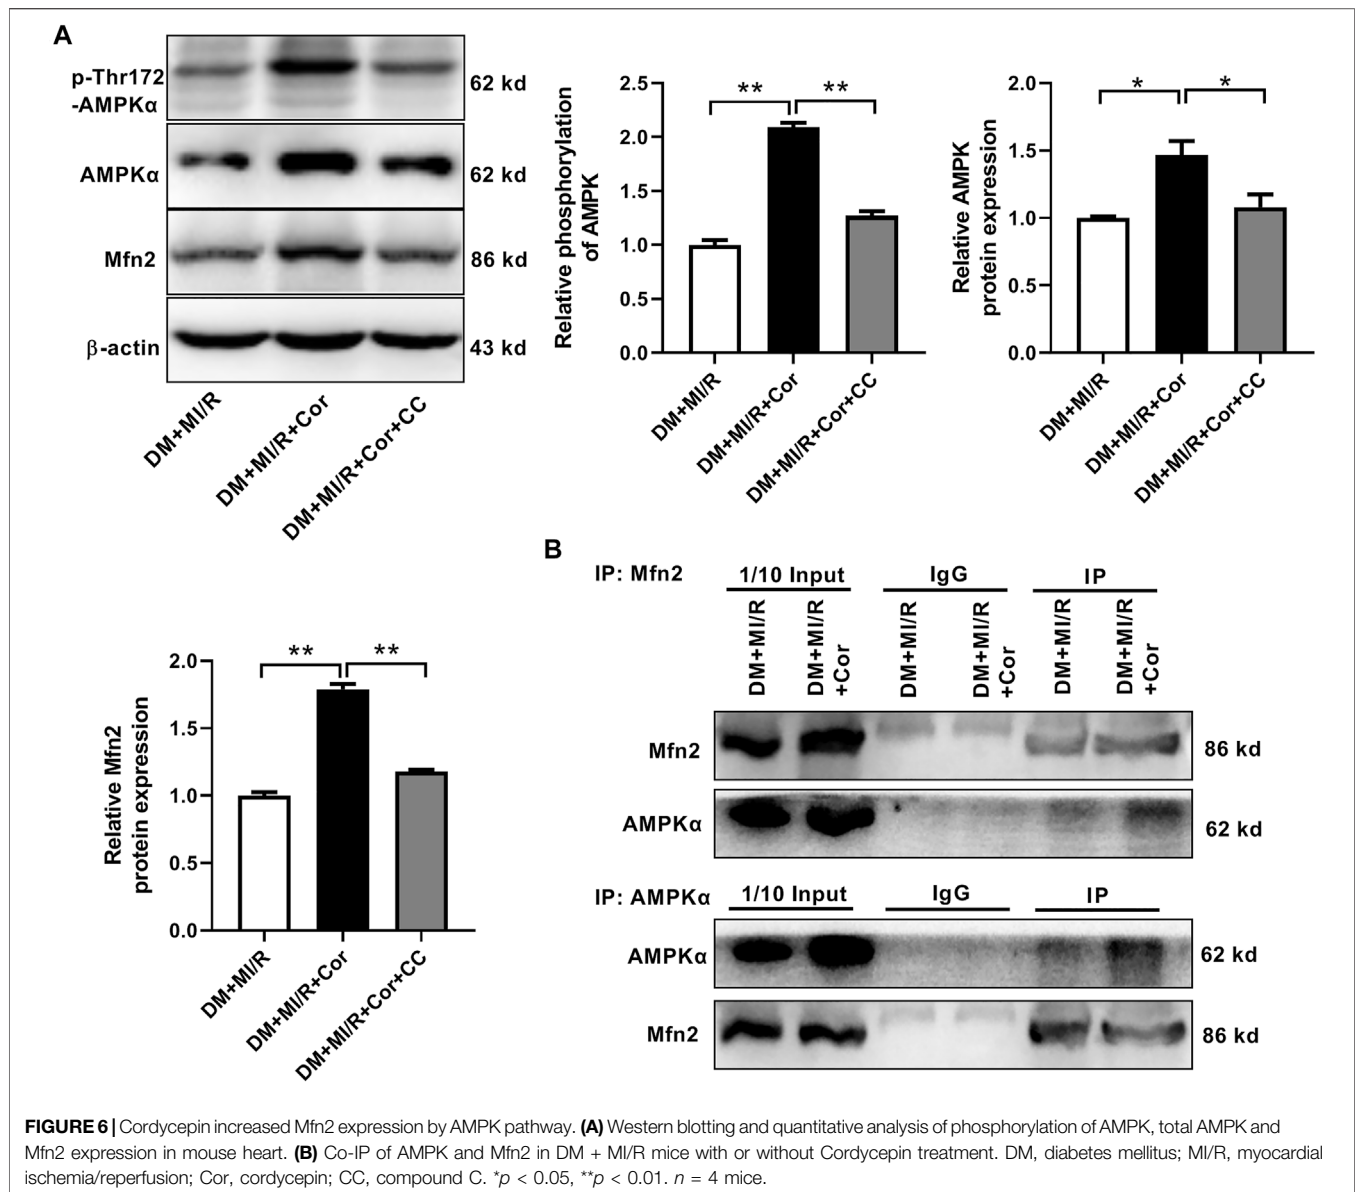 A
p-Thr172
-AMPKα
62 kd
AMPKα
62 kd
Mfn2
86 kd
β-actin
43 kd
DM+MI/R
DM+MI/R+Cor
DM+MI/R+Cor+CC
Relative phosphorylation
of AMPK
2.5
2.0
1.5
1.0
0.5
0.0
**
**
DM+MI/R
DM+MI/R+Cor
DM+MI/R+Cor+CC
Relative AMPK
protein expression
2.0
1.5
1.0
0.5
0.0
*
*
DM+MI/R
DM+MI/R+Cor
DM+MI/R+Cor+CC
Relative Mfn2
protein expression
2.0
1.5
1.0
0.5
0.0
**
**
DM+MI/R
DM+MI/R+Cor
DM+MI/R+Cor+CC
B
IP: Mfn2
1/10 Input
IgG
IP
DM+MI/R
DM+MI/R
+Cor
DM+MI/R
DM+MI/R
+Cor
DM+MI/R
DM+MI/R
+Cor
Mfn2
86 kd
AMPKα
62 kd
IP: AMPKα
1/10 Input
IgG
IP
AMPKα
62 kd
Mfn2
86 kd
FIGURE 6 | Cordycepin increased Mfn2 expression by AMPK pathway. (A) Western blotting and quantitative analysis of phosphorylation of AMPK, total AMPK and
Mfn2 expression in mouse heart. (B) Co-IP of AMPK and Mfn2 in DM + MI/R mice with or without Cordycepin treatment. DM, diabetes mellitus; MI/R, myocardial
ischemia/reperfusion; Cor, cordycepin; CC, compound C. *p < 0.05, **p < 0.01. n = 4 mice.